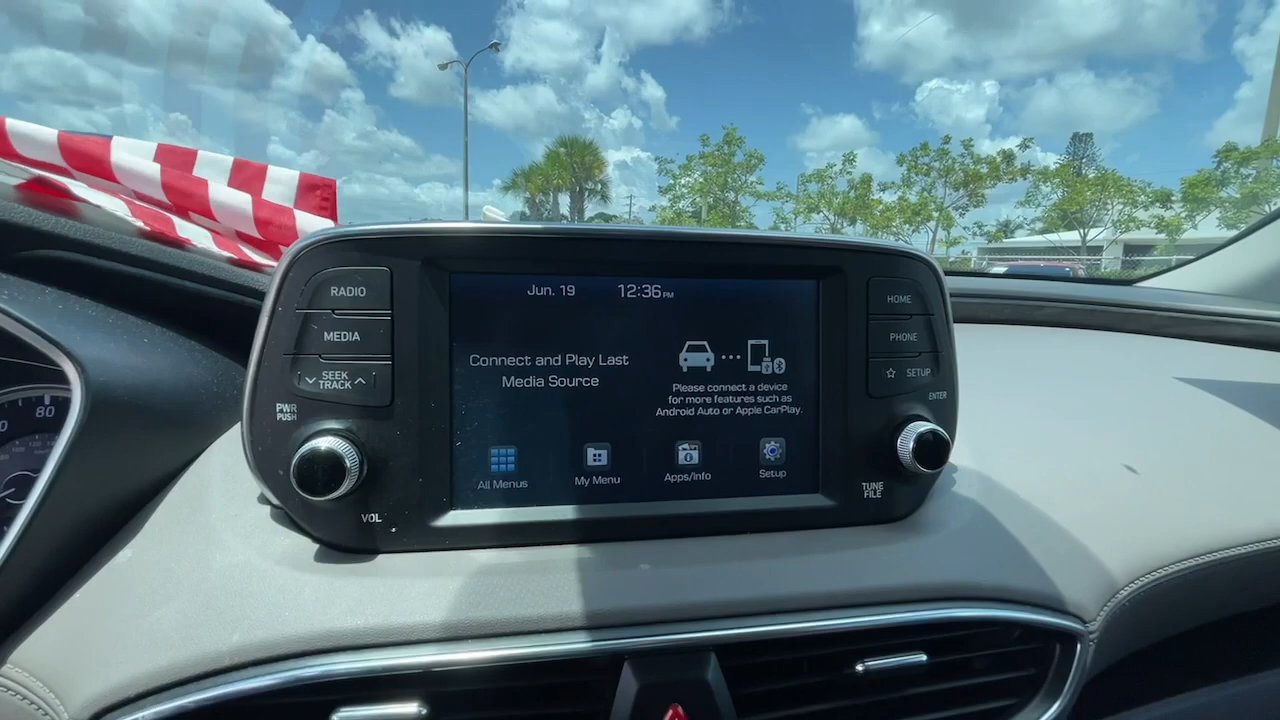 RADIO
MEDIA
SEEK
TRACK
PWR
PUSH
VOL
Jun. 19
12:36PM
Connect and Play Last
Media Source
Please connect a device
for more features such as
Android Auto or Apple CarPlay.
All Menus
My Menu
Apps/Info
Setup
HOME
PHONE
SETUP
ENTER
TUNE
FILE
80